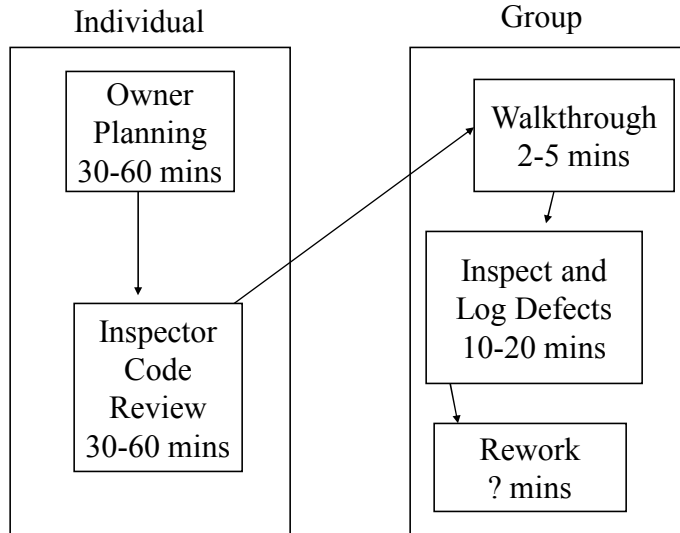 Individual
Owner
Planning
30-60 mins
Inspector
Code
Review
30-60 mins
Group
Walkthrough
2-5 mins
Inspect and
Log Defects
10-20 mins
Rework
? mins